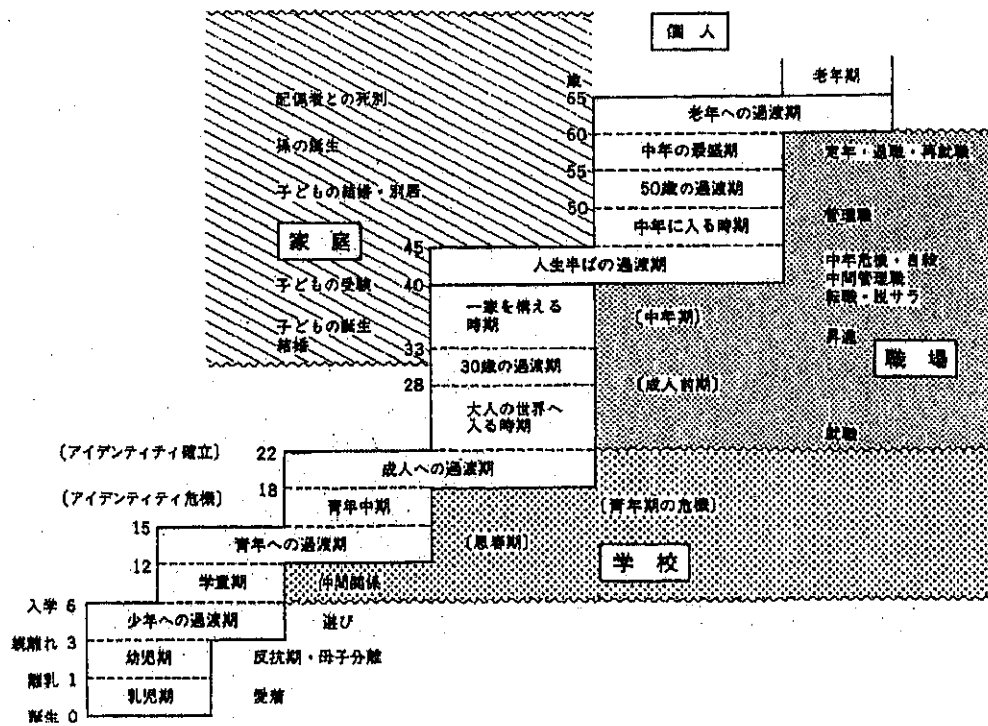 個人
老年期
歳
65
老年への過渡期
配偶者との死別
60
中年の最盛期
定年・退職・再就職
孫の誕生
55
50歳の過渡期
子どもの結婚・別居
50
中年に入る時期
管理職
家庭
45
人生半ばの過渡期
中年危機・自殺
中間管理職
転職・脱サラ
子どもの受験
40
一家を構える
時期
〔中年期〕
子どもの誕生
結婚
昇進
職場
33
30歳の過渡期
28
〔成人前期〕
大人の世界へ
入る時期
就職
〔アイデンティティ確立〕
22
成人への過渡期
〔アイデンティティ危機〕
18
青年中期
〔青年期の危機〕
15
青年への過渡期
〔思春期〕
学校
12
学童期
仲間関係
入学 6
少年への過渡期
遊び
親離れ 3
幼児期
反抗期・母子分離
離乳 1
乳児期
愛着
誕生 0